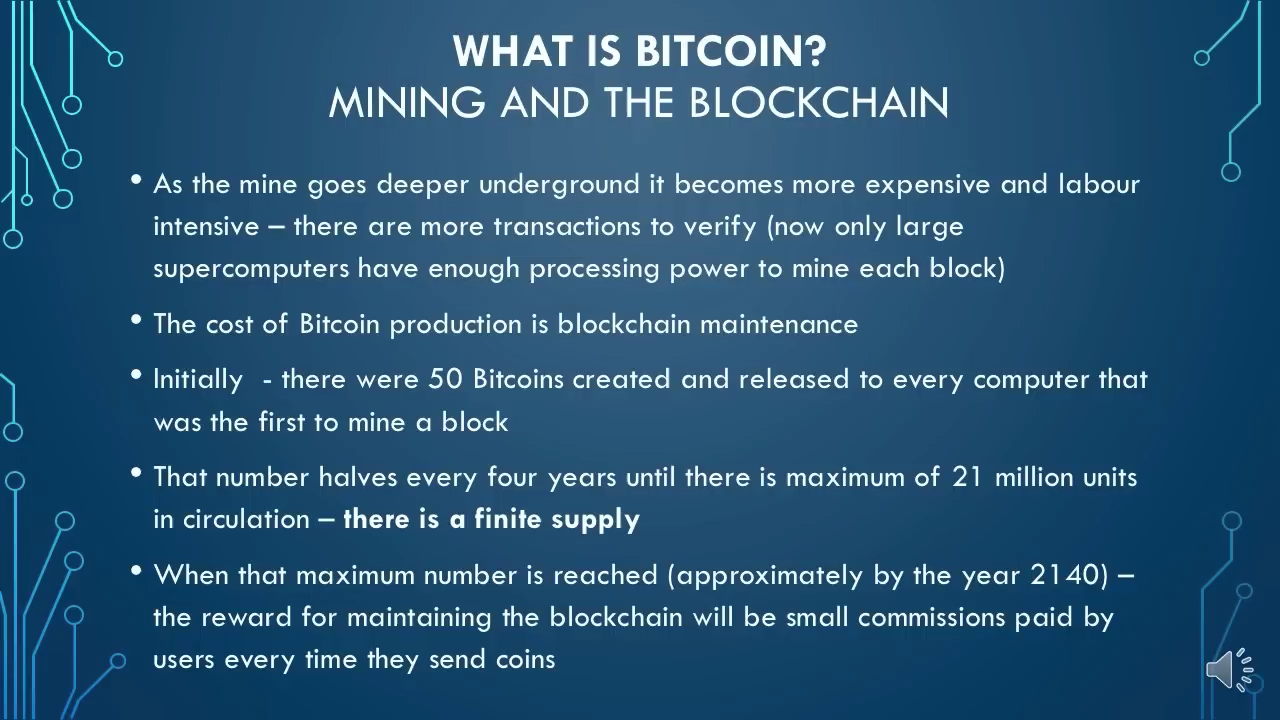 WHAT IS BITCOIN?
MINING AND THE BLOCKCHAIN
• As the mine goes deeper underground it becomes more expensive and labour
intensive – there are more transactions to verify (now only large
supercomputers have enough processing power to mine each block)
• The cost of Bitcoin production is blockchain maintenance
• Initially  - there were 50 Bitcoins created and released to every computer that
was the first to mine a block
• That number halves every four years until there is maximum of 21 million units
in circulation – there is a finite supply
• When that maximum number is reached (approximately by the year 2140) –
the reward for maintaining the blockchain will be small commissions paid by
users every time they send coins